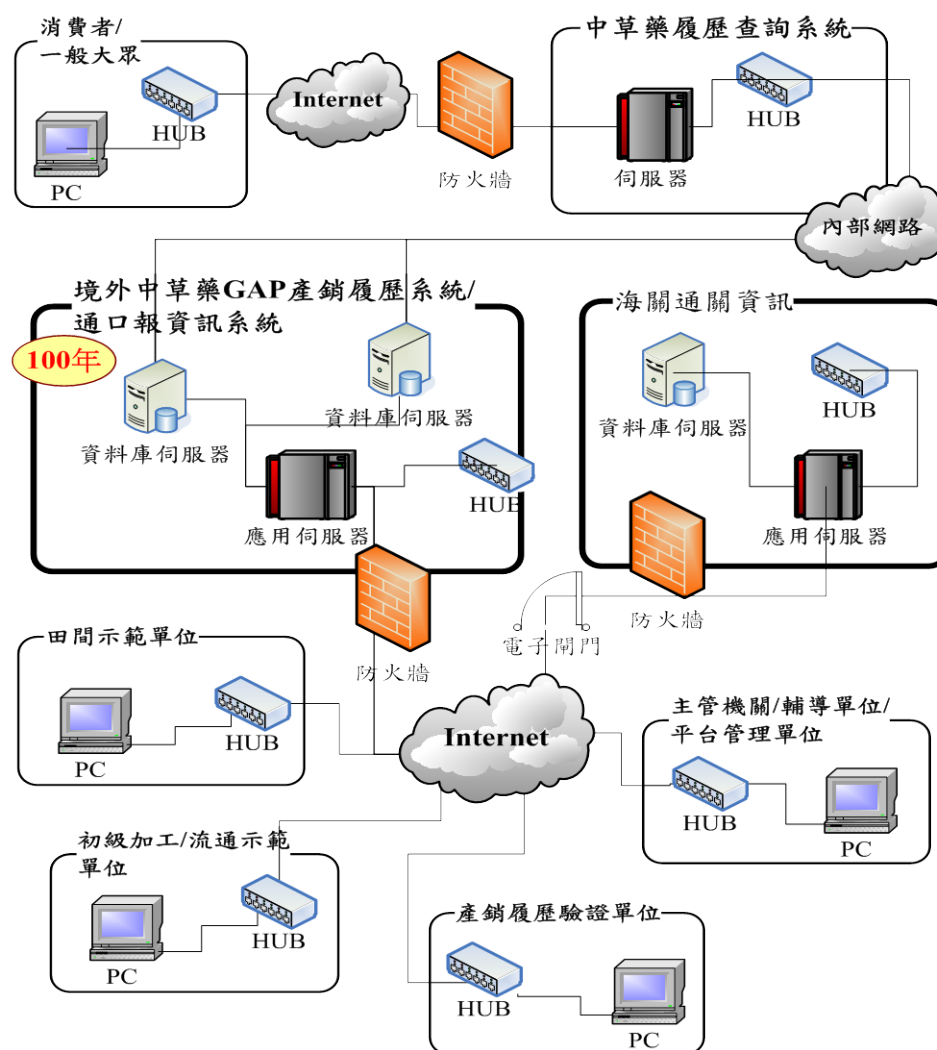 消費者/
一般大眾
HUB
PC
Internet
防火牆
中草藥履歷查詢系統
伺服器
HUB
內部網路
境外中草藥GAP產銷履歷系統/
通口報資訊系統
100年
資料庫伺服器
資料庫伺服器
應用伺服器
HUB
防火牆
海關通關資訊
資料庫伺服器
HUB
應用伺服器
防火牆
電子閘門
Internet
田間示範單位
PC
HUB
初級加工/流通示範
單位
PC
HUB
產銷履歷驗證單位
HUB
PC
主管機關/輔導單位/
平台管理單位
HUB
PC